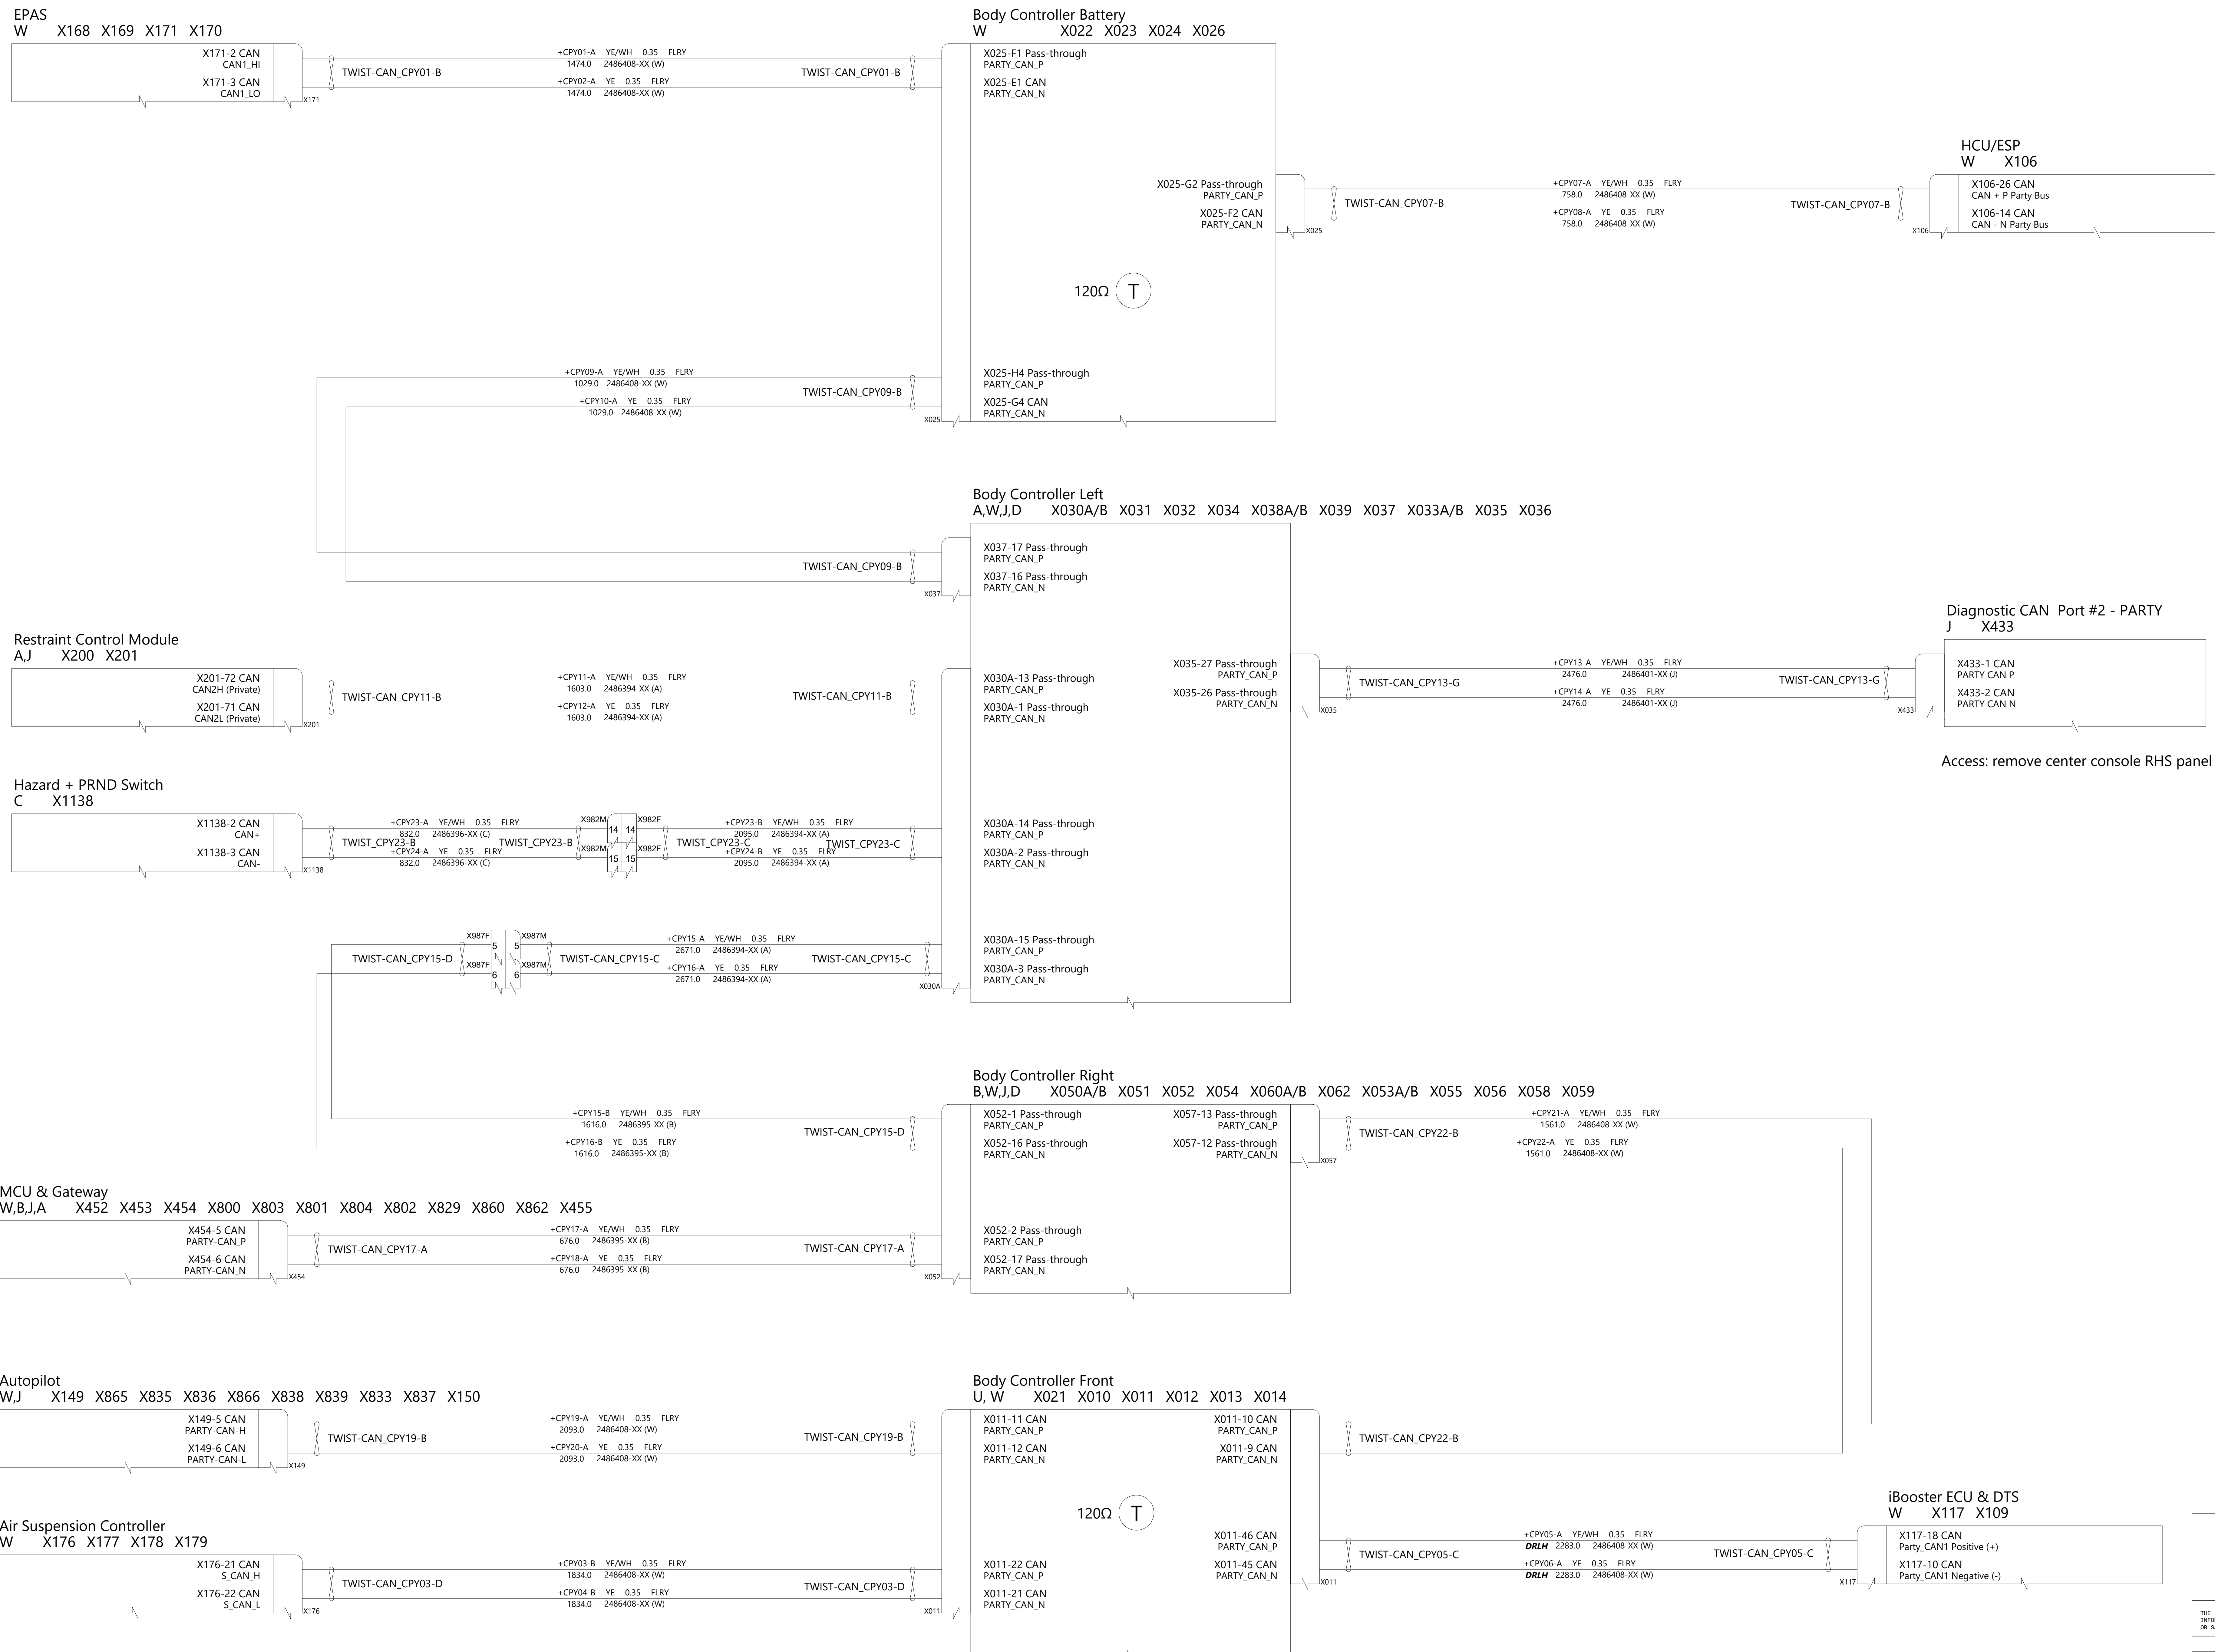 EPAS
W X168 X169 X171 X170
X171-2 CAN
CAN1_HI
X171-3 CAN
CAN1_LO
X171
TWIST-CAN_CPY01-B
+CPY01-A YE/WH 0.35 FLRY
1474.0 2486408-XX (W)
+CPY02-A YE 0.35 FLRY
1474.0 2486408-XX (W)
TWIST-CAN_CPY01-B
Body Controller Battery
W X022 X023 X024 X026
X025-F1 Pass-through
PARTY_CAN_P
X025-E1 CAN
PARTY_CAN_N
X025-G2 Pass-through
PARTY_CAN_P
X025-F2 CAN
PARTY_CAN_N
X025
TWIST-CAN_CPY07-B
+CPY07-A YE/WH 0.35 FLRY
758.0 2486408-XX (W)
+CPY08-A YE 0.35 FLRY
758.0 2486408-XX (W)
TWIST-CAN_CPY07-B
HCU/ESP
W X106
X106-26 CAN
CAN + P Party Bus
X106-14 CAN
CAN - N Party Bus
X106
120Ω T
+CPY09-A YE/WH 0.35 FLRY
1029.0 2486408-XX (W)
+CPY10-A YE 0.35 FLRY
1029.0 2486408-XX (W)
TWIST-CAN_CPY09-B
X025-H4 Pass-through
PARTY_CAN_P
X025-G4 CAN
PARTY_CAN_N
X025
Body Controller Left
A,W,J,D X030A/B X031 X032 X034 X038A/B X039 X037 X033A/B X035 X036
TWIST-CAN_CPY09-B
X037-17 Pass-through
PARTY_CAN_P
X037-16 Pass-through
PARTY_CAN_N
X037
Restraint Control Module
A,J X200 X201
X201-72 CAN
CAN2H (Private)
X201-71 CAN
CAN2L (Private)
X201
TWIST-CAN_CPY11-B
+CPY11-A YE/WH 0.35 FLRY
1603.0 2486394-XX (A)
+CPY12-A YE 0.35 FLRY
1603.0 2486394-XX (A)
TWIST-CAN_CPY11-B
X030A-13 Pass-through
PARTY_CAN_P
X030A-1 Pass-through
PARTY_CAN_N
X035-27 Pass-through
PARTY_CAN_P
X035-26 Pass-through
PARTY_CAN_N
X035
TWIST-CAN_CPY13-G
+CPY13-A YE/WH 0.35 FLRY
2476.0 2486401-XX (J)
+CPY14-A YE 0.35 FLRY
2476.0 2486401-XX (J)
TWIST-CAN_CPY13-G
Diagnostic CAN Port #2 - PARTY
J X433
X433-1 CAN
PARTY CAN P
X433-2 CAN
PARTY CAN N
X433
Access: remove center console RHS panel
Hazard + PRND Switch
C X1138
X1138-2 CAN
CAN+
X1138-3 CAN
CAN-
X1138
TWIST_CPY23-B
+CPY23-A YE/WH 0.35 FLRY
832.0 2486396-XX (C)
+CPY24-A YE 0.35 FLRY
832.0 2486396-XX (C)
TWIST_CPY23-B
X982M 14 14 X982F
X982M 15 15 X982F
TWIST_CPY23-C
+CPY23-B YE/WH 0.35 FLRY
2095.0 2486394-XX (A)
+CPY24-B YE 0.35 FLRY
2095.0 2486394-XX (A)
TWIST_CPY23-C
X030A-14 Pass-through
PARTY_CAN_P
X030A-2 Pass-through
PARTY_CAN_N
TWIST-CAN_CPY15-D
X987F 5 5 X987M
X987F 6 6 X987M
TWIST-CAN_CPY15-C
+CPY15-A YE/WH 0.35 FLRY
2671.0 2486394-XX (A)
+CPY16-A YE 0.35 FLRY
2671.0 2486394-XX (A)
TWIST-CAN_CPY15-C
X030A-15 Pass-through
PARTY_CAN_P
X030A-3 Pass-through
PARTY_CAN_N
X030A
Body Controller Right
B,W,J,D X050A/B X051 X052 X054 X060A/B X062 X053A/B X055 X056 X058 X059
+CPY15-B YE/WH 0.35 FLRY
1616.0 2486395-XX (B)
+CPY16-B YE 0.35 FLRY
1616.0 2486395-XX (B)
TWIST-CAN_CPY15-D
X052-1 Pass-through
PARTY_CAN_P
X052-16 Pass-through
PARTY_CAN_N
X057-13 Pass-through
PARTY_CAN_P
X057-12 Pass-through
PARTY_CAN_N
X057
TWIST-CAN_CPY22-B
+CPY21-A YE/WH 0.35 FLRY
1561.0 2486408-XX (W)
+CPY22-A YE 0.35 FLRY
1561.0 2486408-XX (W)
MCU & Gateway
W,B,J,A X452 X453 X454 X800 X803 X801 X804 X802 X829 X860 X862 X455
X454-5 CAN
PARTY-CAN_P
X454-6 CAN
PARTY-CAN_N
X454
TWIST-CAN_CPY17-A
+CPY17-A YE/WH 0.35 FLRY
676.0 2486395-XX (B)
+CPY18-A YE 0.35 FLRY
676.0 2486395-XX (B)
TWIST-CAN_CPY17-A
X052-2 Pass-through
PARTY_CAN_P
X052-17 Pass-through
PARTY_CAN_N
X052
Autopilot
W,J X149 X865 X835 X836 X866 X838 X839 X833 X837 X150
X149-5 CAN
PARTY-CAN-H
X149-6 CAN
PARTY-CAN-L
X149
TWIST-CAN_CPY19-B
+CPY19-A YE/WH 0.35 FLRY
2093.0 2486408-XX (W)
+CPY20-A YE 0.35 FLRY
2093.0 2486408-XX (W)
TWIST-CAN_CPY19-B
Body Controller Front
U, W X021 X010 X011 X012 X013 X014
X011-11 CAN
PARTY_CAN_P
X011-12 CAN
PARTY_CAN_N
X011-10 CAN
PARTY_CAN_P
X011-9 CAN
PARTY_CAN_N
TWIST-CAN_CPY22-B
120Ω T
Air Suspension Controller
W X176 X177 X178 X179
X176-21 CAN
S_CAN_H
X176-22 CAN
S_CAN_L
X176
TWIST-CAN_CPY03-D
+CPY03-B YE/WH 0.35 FLRY
1834.0 2486408-XX (W)
+CPY04-B YE 0.35 FLRY
1834.0 2486408-XX (W)
TWIST-CAN_CPY03-D
X011-22 CAN
PARTY_CAN_P
X011-21 CAN
PARTY_CAN_N
X011
X011-46 CAN
PARTY_CAN_P
X011-45 CAN
PARTY_CAN_N
X011
TWIST-CAN_CPY05-C
+CPY05-A YE/WH 0.35 FLRY
DRLH 2283.0 2486408-XX (W)
+CPY06-A YE 0.35 FLRY
DRLH 2283.0 2486408-XX (W)
TWIST-CAN_CPY05-C
iBooster ECU & DTS
W X117 X109
X117-18 CAN
Party_CAN1 Positive (+)
X117-10 CAN
Party_CAN1 Negative (-)
X117
THE
INFO
OR S